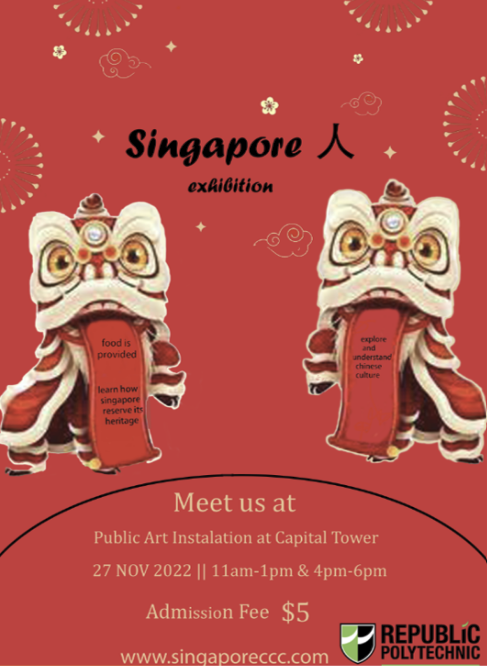 Singapore 人
exhibition
food is
provided
learn how
singapore
reserve its
heritage
explore
and
understand
chinese
culture
Meet us at
Public Art Instalation at Capital Tower
27 NOV 2022 || 11am-1pm & 4pm-6pm
Admission Fee $5
www.singaporeccc.com
REPUBLIC
POLYTECHNIC